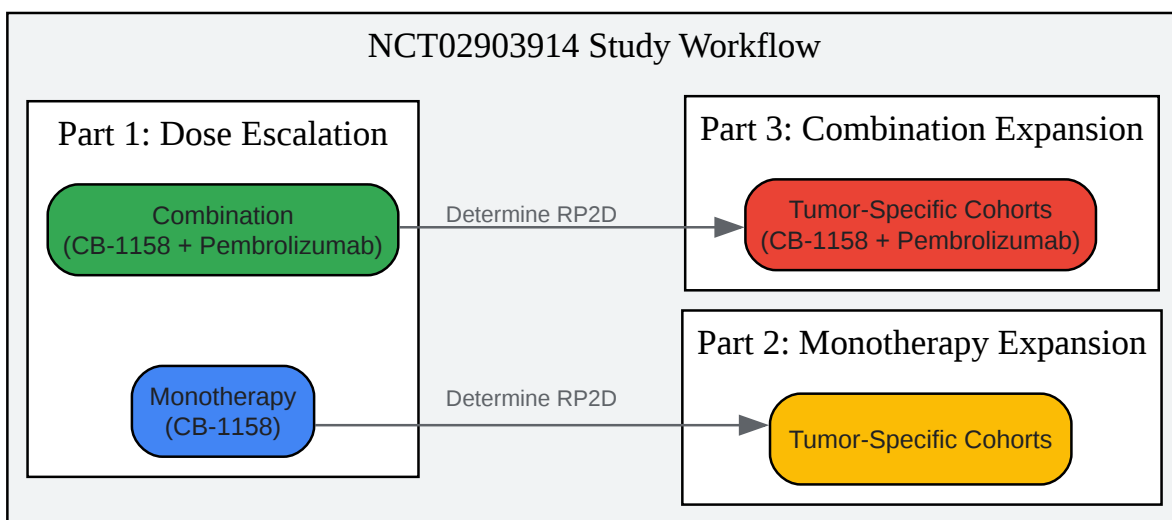 NCT02903914 Study Workflow
Part 1: Dose Escalation
Combination
(CB-1158 + Pembrolizumab)
Monotherapy
(CB-1158)
Determine RP2D
Determine RP2D
Part 3: Combination Expansion
Tumor-Specific Cohorts
(CB-1158 + Pembrolizumab)
Part 2: Monotherapy Expansion
Tumor-Specific Cohorts